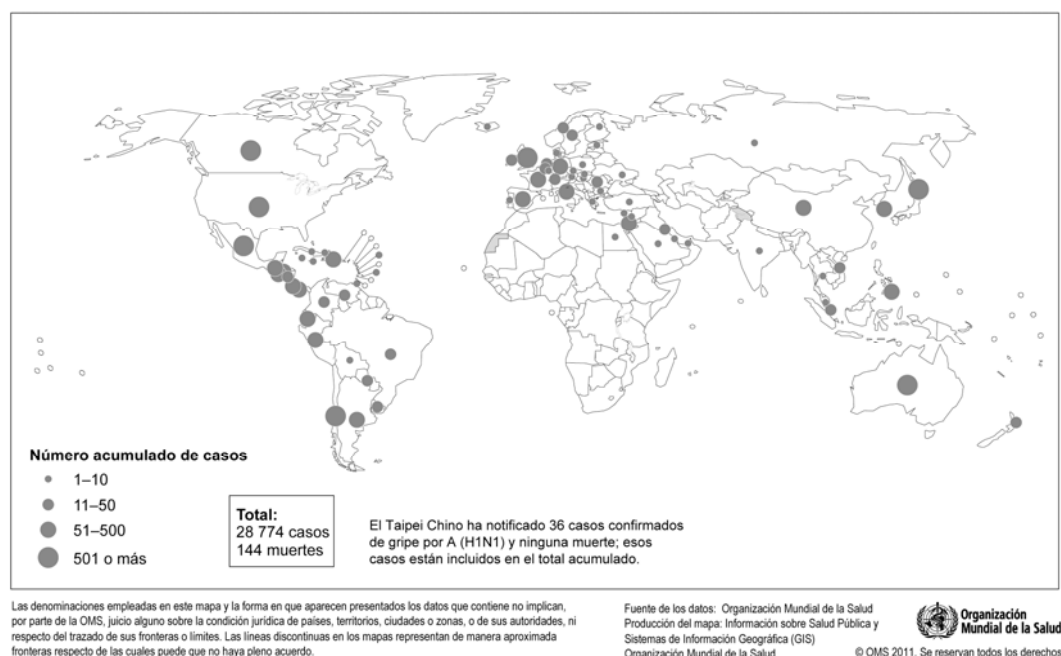 Número acumulado de casos
1–10
11–50
51–500
501 o más
Total:
28 774 casos
144 muertes
El Taipei Chino ha notificado 36 casos confirmados
de gripe por A (H1N1) y ninguna muerte; esos
casos están incluidos en el total acumulado.
Las denominaciones empleadas en este mapa y la forma en que aparecen presentados los datos que contiene no implican,
por parte de la OMS, juicio alguno sobre la condición jurídica de países, territorios, ciudades o zonas, o de sus autoridades, ni
respecto del trazado de sus fronteras o límites. Las líneas discontinuas en los mapas representan de manera aproximada
fronteras respecto de las cuales puede que no haya pleno acuerdo.
Fuente de los datos: Organización Mundial de la Salud
Producción del mapa: Información sobre Salud Pública y
Sistemas de Información Geográfica (GIS)
Organización Mundial de la Salud
Organización
Mundial de la Salud
© OMS 2011. Se reservan todos los derechos